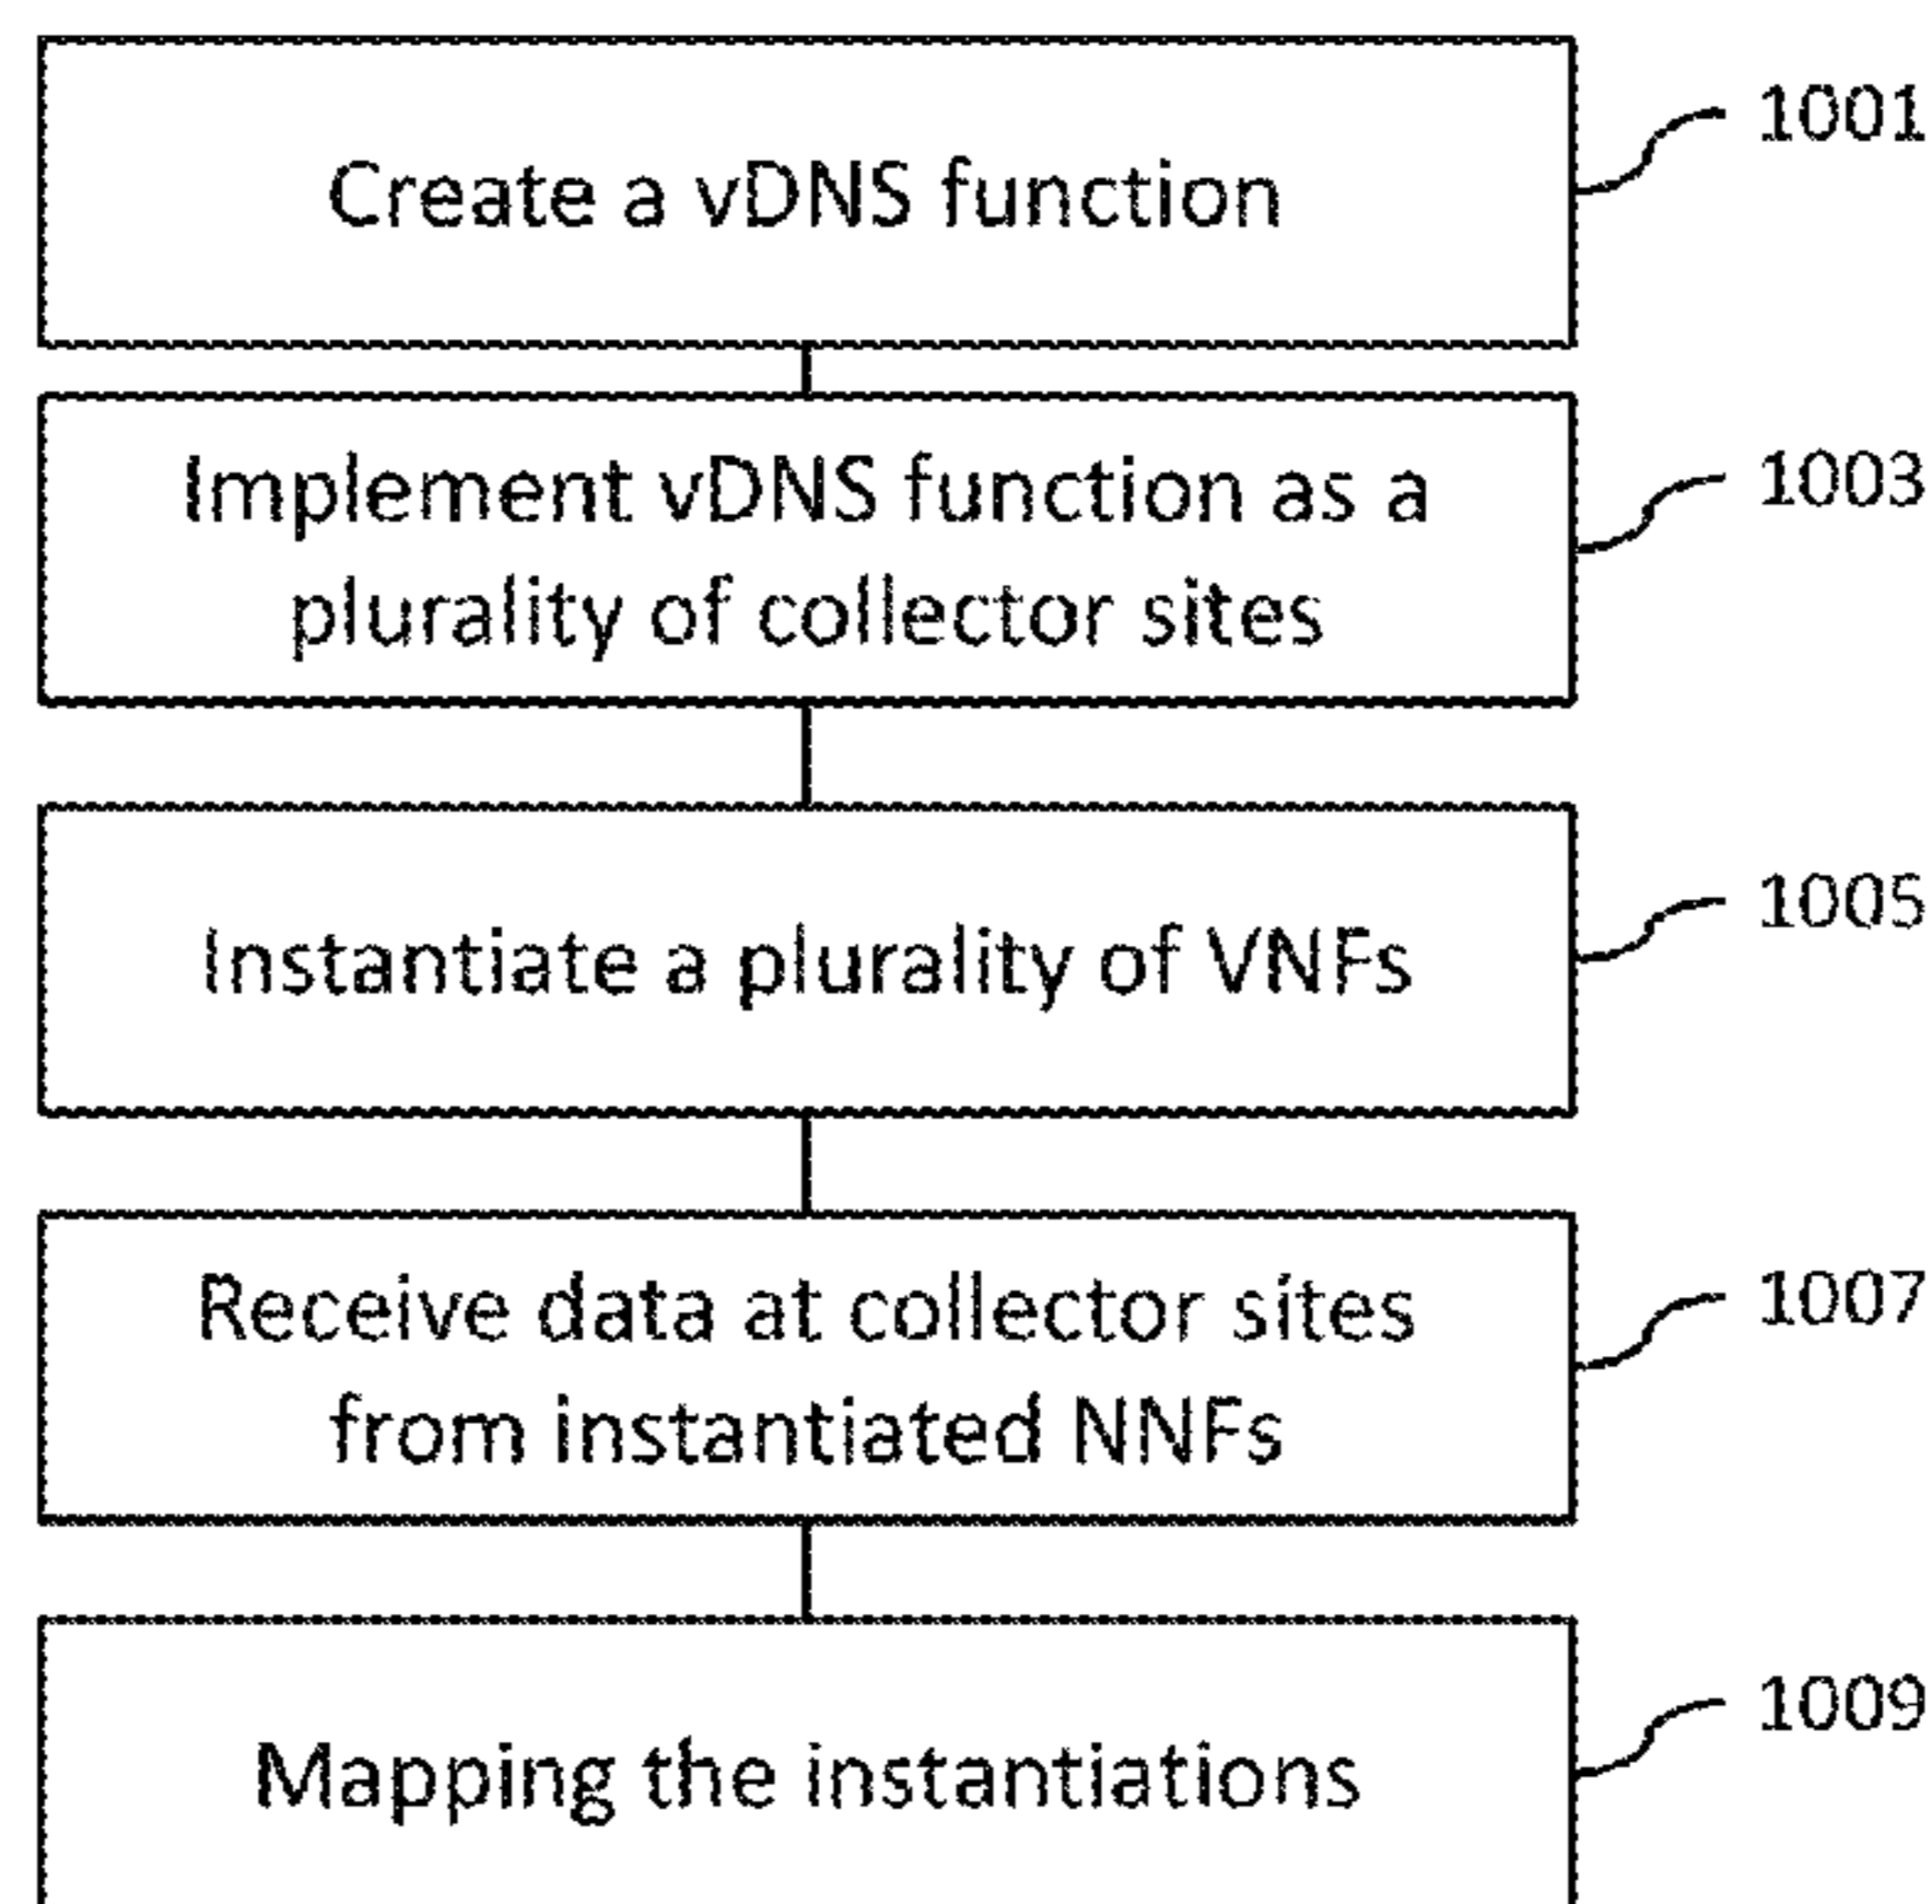 Create a vDNS function
1001
Implement vDNS function as a
plurality of collector sites
1003
Instantiate a plurality of VNFs
1005
Receive data at collector sites
from instantiated NNFs
1007
Mapping the instantiations
1009